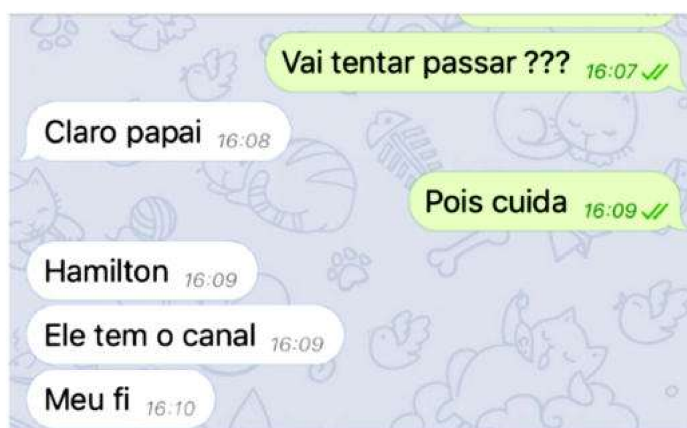 Vai tentar passar ??? 16:07
Claro papai 16:08
Pois cuida 16:09
Hamilton 16:09
Ele tem o canal 16:09
Meu fi 16:10